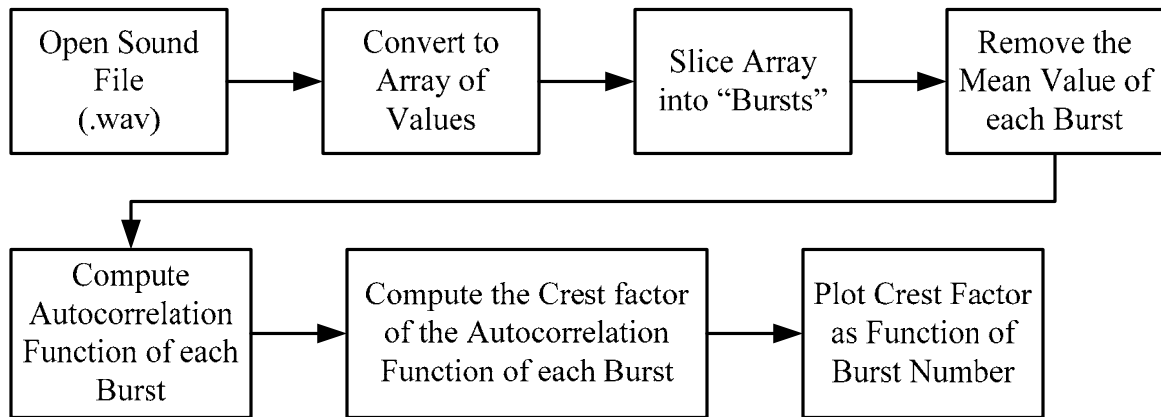 Open Sound
File
(.wav)
Convert to
Array of
Values
Slice Array
into “Bursts”
Remove the
Mean Value of
each Burst
Compute
Autocorrelation
Function of each
Burst
Compute the Crest factor
of the Autocorrelation
Function of each Burst
Plot Crest Factor
as Function of
Burst Number